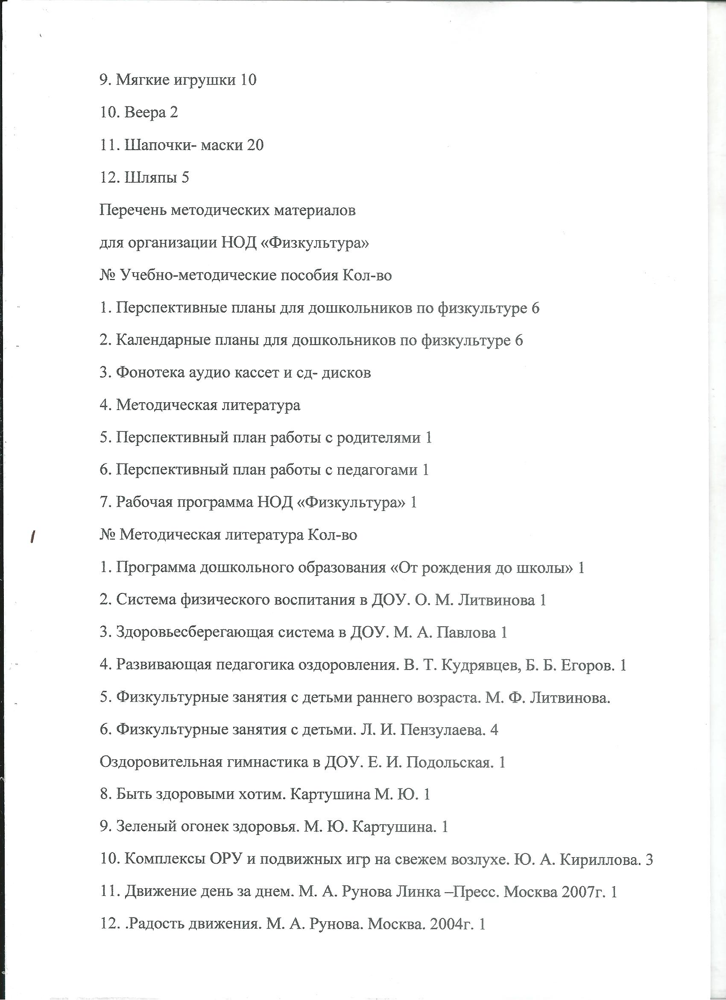 9. Мягкие игрушки 10
10. Веера 2
11. Шапочки- маски 20
12. Шляпы 5
Перечень методических материалов
для организации НОД «Физкультура»
№ Учебно-методические пособия Кол-во
1. Перспективные планы для дошкольников по физкультуре 6
2. Календарные планы для дошкольников по физкультуре 6
3. Фонотека аудио кассет и сд- дисков
4. Методическая литература
5. Перспективный план работы с родителями 1
6. Перспективный план работы с педагогами 1
7. Рабочая программа НОД «Физкультура» 1
№ Методическая литература Кол-во
1. Программа дошкольного образования «От рождения до школы» 1
2. Система физического воспитания в ДОУ. О. М. Литвинова 1
3. Здоровьесберегающая система в ДОУ. М. А. Павлова 1
4. Развивающая педагогика оздоровления. В. Т. Кудрявцев, Б. Б. Егоров. 1
5. Физкультурные занятия с детьми раннего возраста. М. Ф. Литвинова.
6. Физкультурные занятия с детьми. Л. И. Пензулаева. 4
Оздоровительная гимнастика в ДОУ. Е. И. Подольская. 1
8. Быть здоровыми хотим. Картушина М. Ю. 1
9. Зеленый огонек здоровья. М. Ю. Картушина. 1
10. Комплексы ОРУ и подвижных игр на свежем возлухе. Ю. А. Кириллова. 3
11. Движение день за днем. М. А. Рунова Линка –Пресс. Москва 2007г. 1
12. .Радость движения. М. А. Рунова. Москва. 2004г. 1